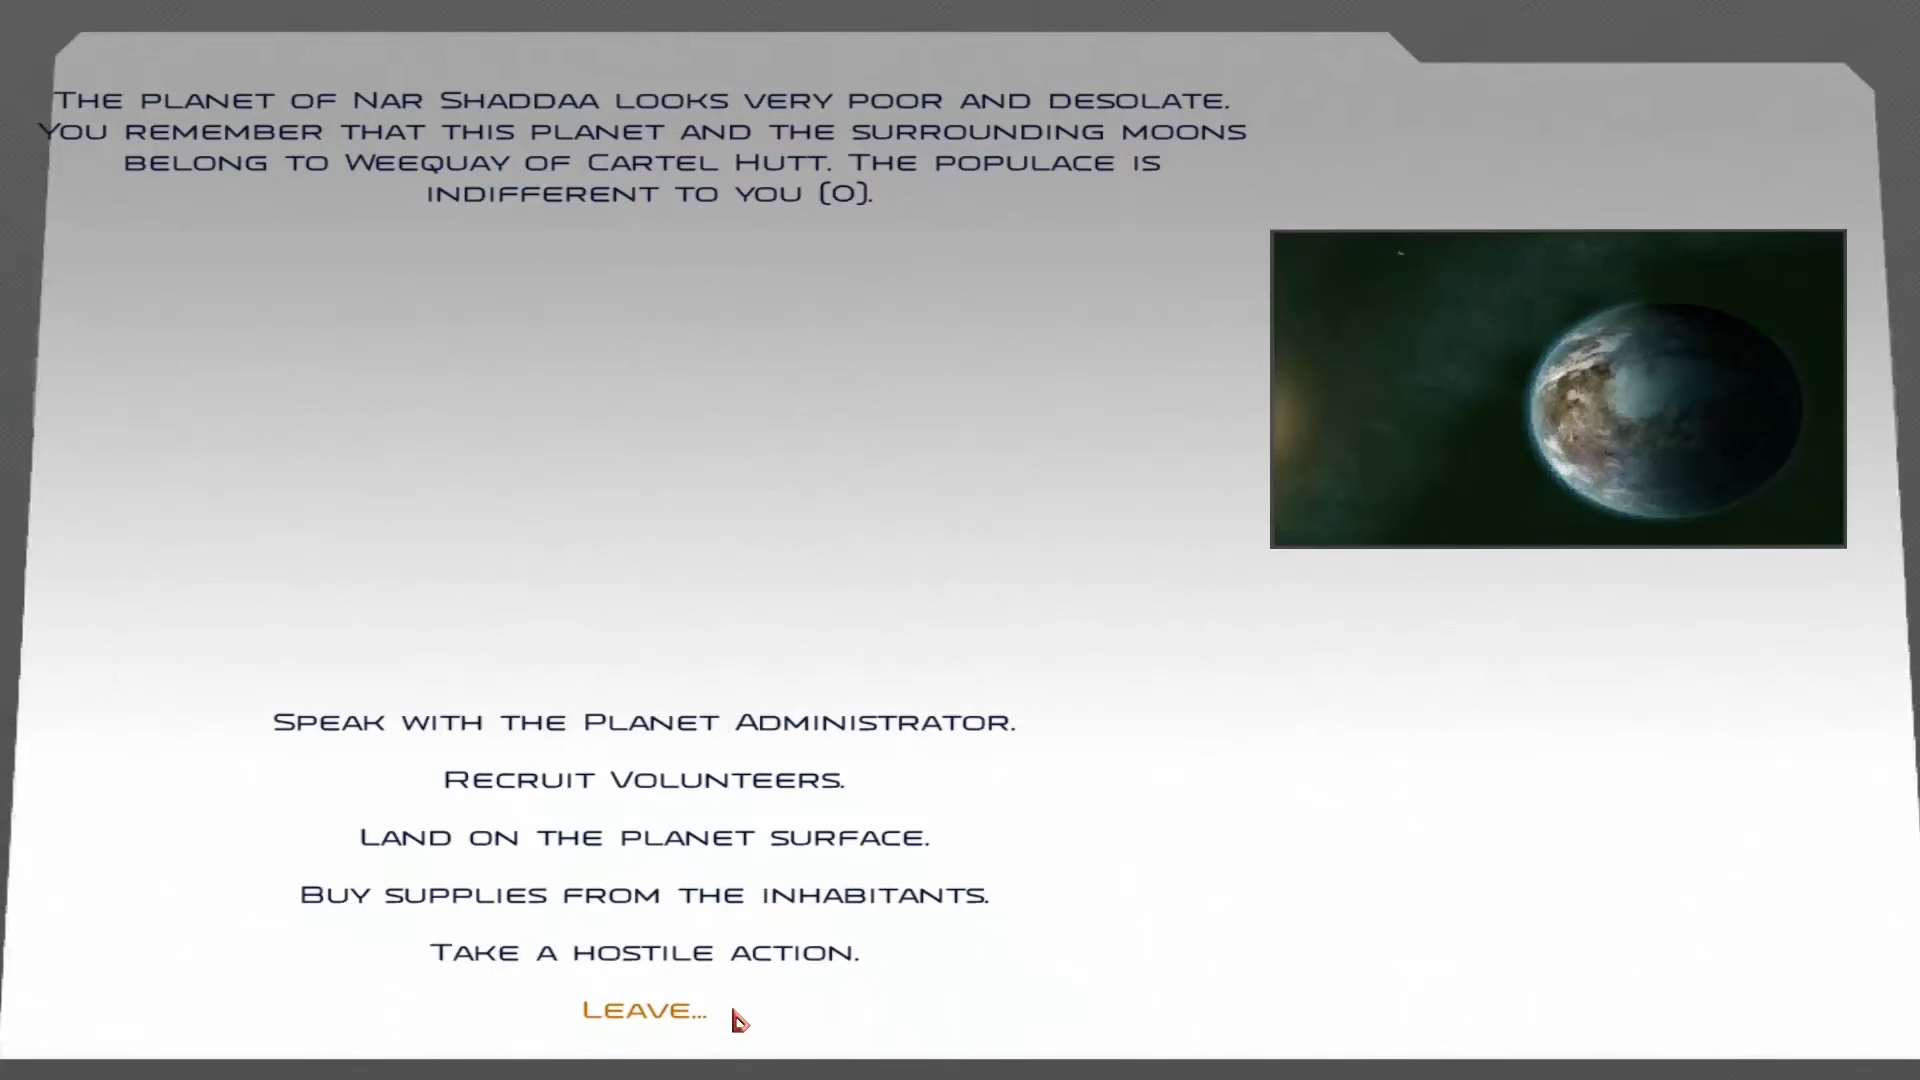 The planet of Nar Shaddaa looks very poor and desolate.
You remember that this planet and the surrounding moons
belong to Weequay of Cartel Hutt. The populace is
indifferent to you (0).
Speak with the Planet Administrator.
Recruit Volunteers.
Land on the planet surface.
Buy supplies from the inhabitants.
Take a hostile action.
Leave...